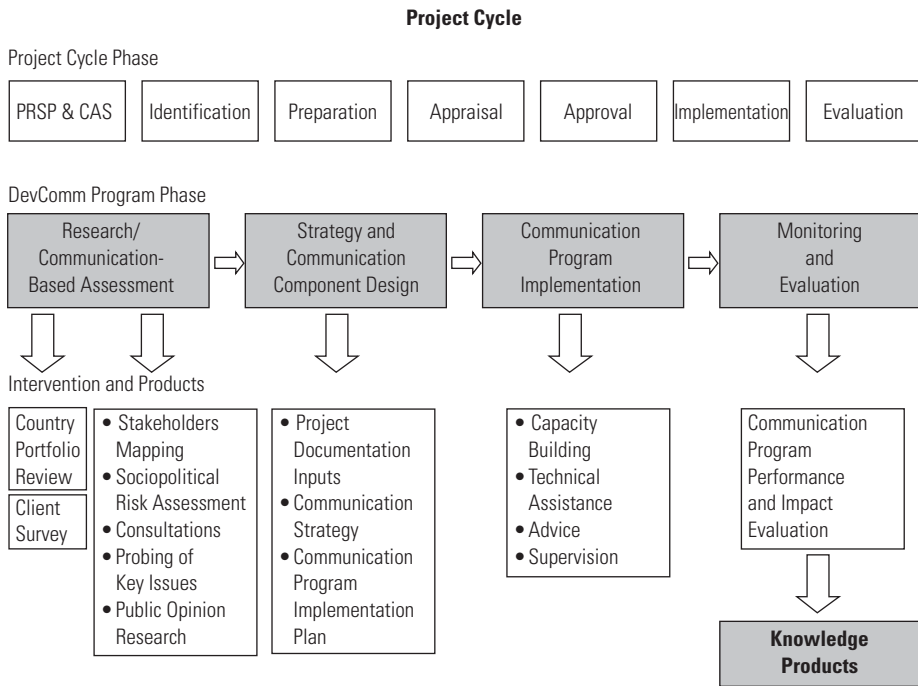 Project Cycle
Project Cycle Phase
PRSP & CAS
Identification
Preparation
Appraisal
Approval
Implementation
Evaluation
DevComm Program Phase
Research/
Communication-
Based Assessment
Strategy and
Communication
Component Design
Communication
Program
Implementation
Monitoring
and
Evaluation
Intervention and Products
Country
Portfolio
Review
Client
Survey
• Stakeholders
Mapping
• Sociopolitical
Risk Assessment
• Consultations
• Probing of
Key Issues
• Public Opinion
Research
• Project
Documentation
Inputs
• Communication
Strategy
• Communication
Program
Implementation
Plan
• Capacity
Building
• Technical
Assistance
• Advice
• Supervision
Communication
Program
Performance
and Impact
Evaluation
Knowledge
Products